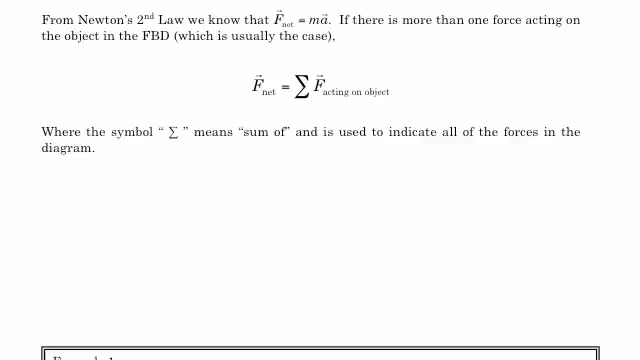 From Newton's 2nd Law we know that F⃗net = ma⃗. If there is more than one force acting on
the object in the FBD (which is usually the case),
F⃗net = ∑ F⃗acting on object
Where the symbol “ ∑ ” means “sum of” and is used to indicate all of the forces in the
diagram.